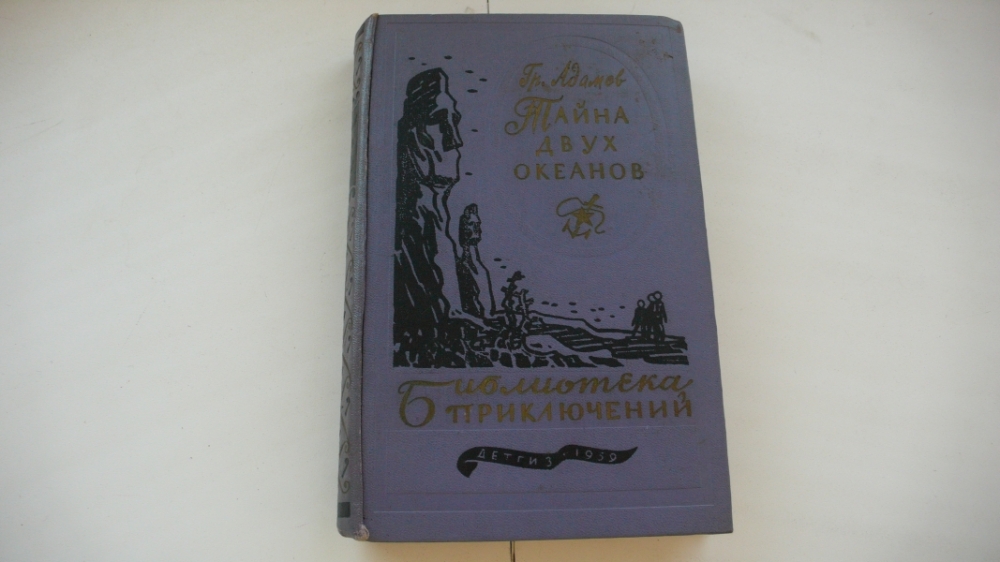 Гр. Адамов
ТАЙНА
ДВУХ
ОКЕАНОВ
Библиотека
ПРИКЛЮЧЕНИЙ
ДЕТГИЗ · 1959